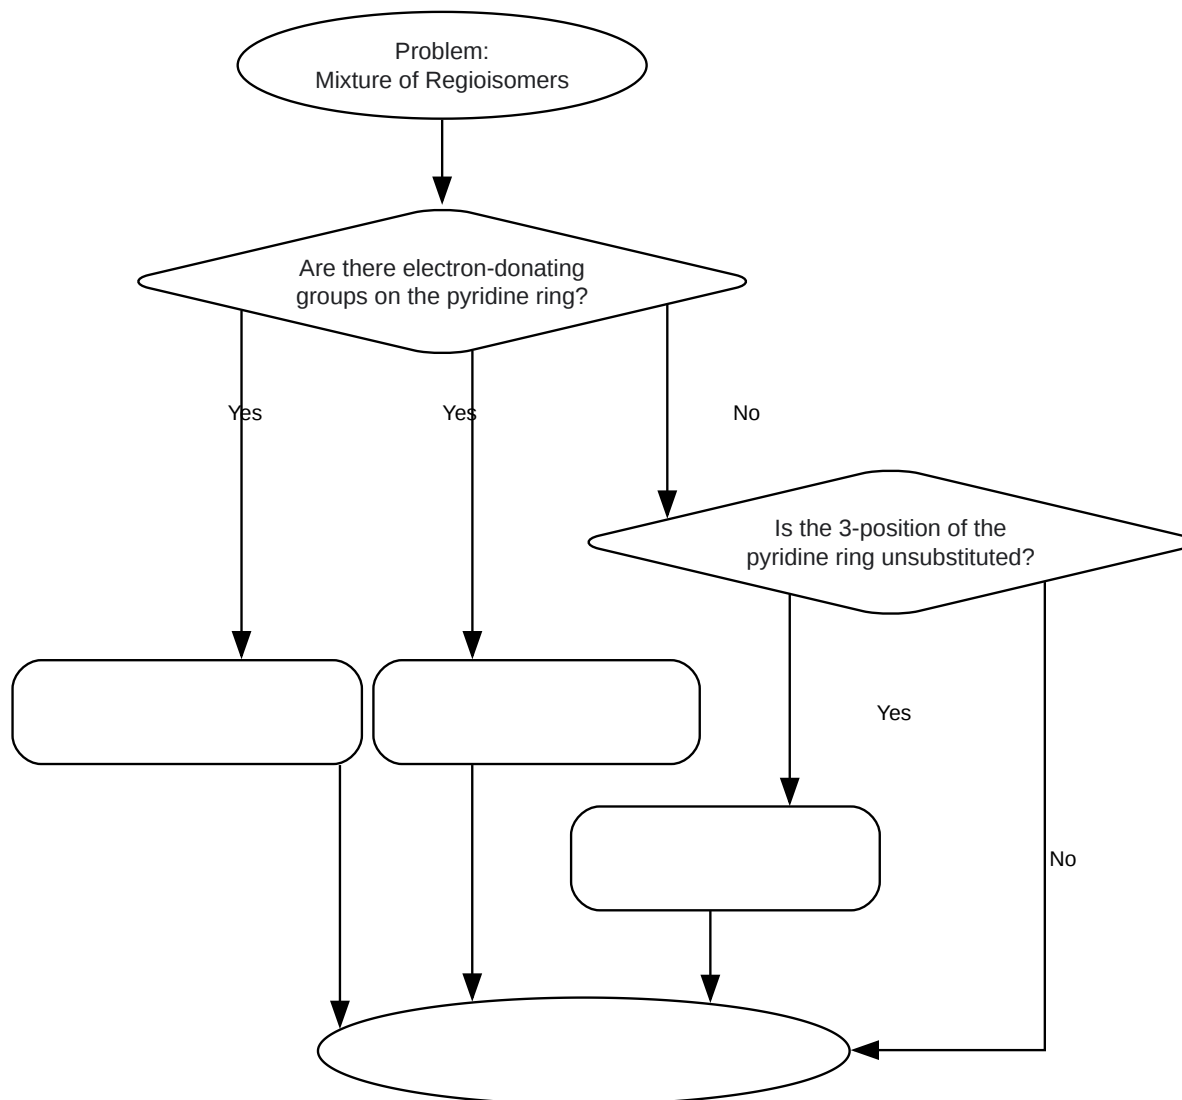 Problem:
Mixture of Regioisomers
Are there electron-donating
groups on the pyridine ring?
Yes
Yes
No
Is the 3-position of the
pyridine ring unsubstituted?
Yes
No